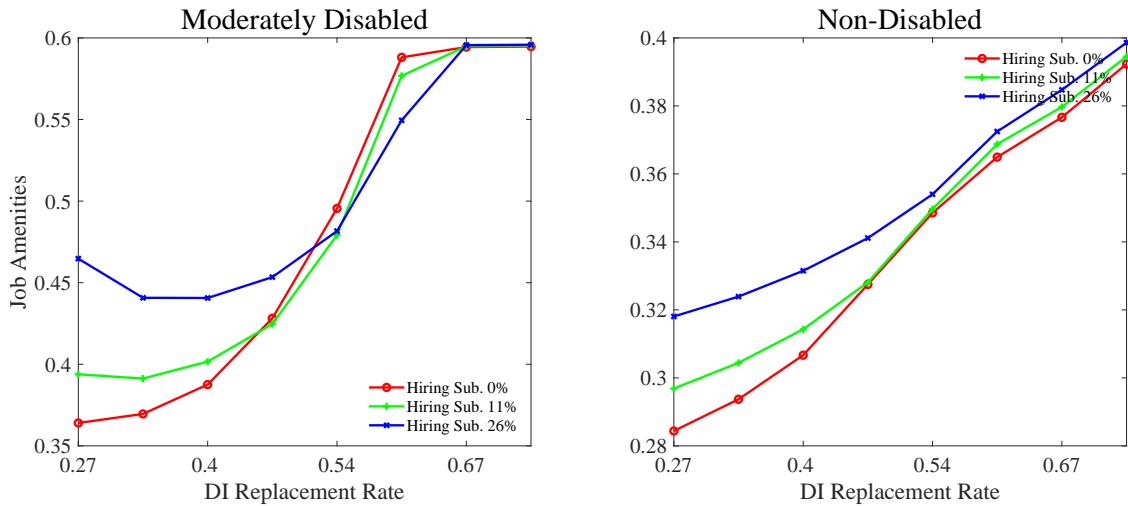 Moderately Disabled
Job Amenities
0.6
0.55
0.5
0.45
0.4
0.35
Hiring Sub. 0%
Hiring Sub. 11%
Hiring Sub. 26%
0.27
0.4
0.54
0.67
DI Replacement Rate
Non-Disabled
0.4
0.38
0.36
0.34
0.32
0.3
0.28
Hiring Sub. 0%
Hiring Sub. 11%
Hiring Sub. 26%
0.27
0.4
0.54
0.67
DI Replacement Rate